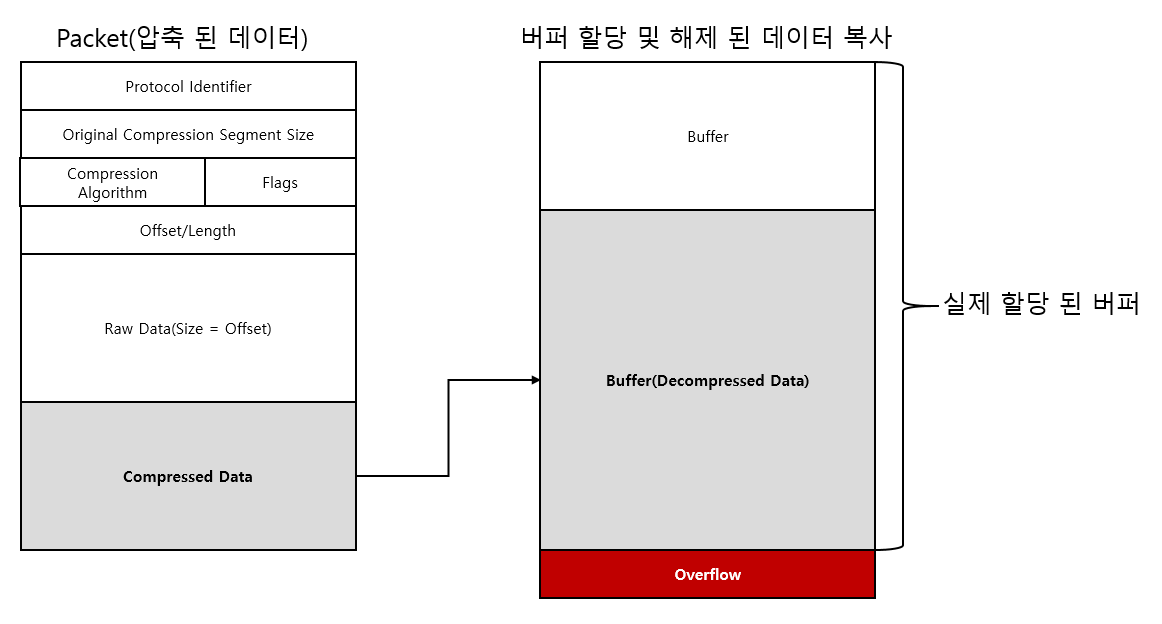 Packet(압축 된 데이터)
Protocol Identifier
Original Compression Segment Size
Compression
Algorithm
Flags
Offset/Length
Raw Data(Size = Offset)
Compressed Data
버퍼 할당 및 해제 된 데이터 복사
Buffer
Buffer(Decompressed Data)
Overflow
실제 할당 된 버퍼